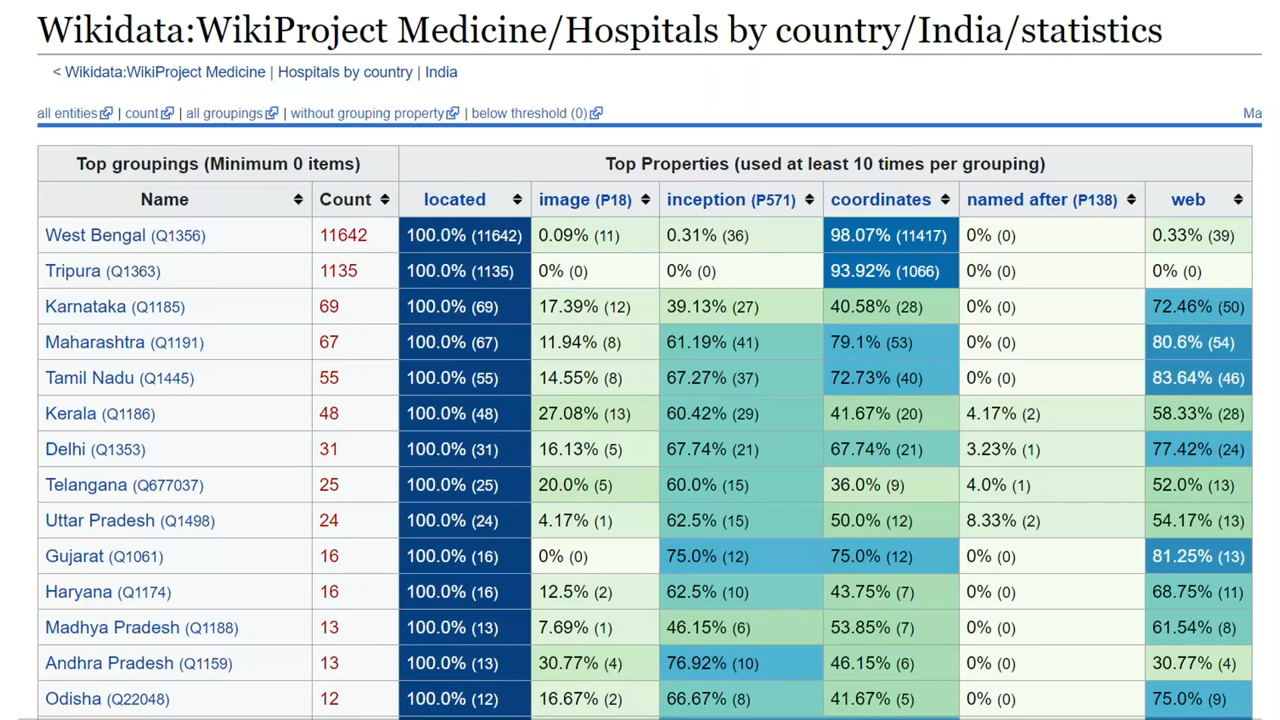 Wikidata:WikiProject Medicine/Hospitals by country/India/statistics
< Wikidata:WikiProject Medicine | Hospitals by country | India
all entities | count | all groupings | without grouping property | below threshold (0)
Ma
Top groupings (Minimum 0 items) Top Properties (used at least 10 times per grouping)
Name Count located image (P18) inception (P571) coordinates named after (P138) web
West Bengal (Q1356) 11642 100.0% (11642) 0.09% (11) 0.31% (36) 98.07% (11417) 0% (0) 0.33% (39)
Tripura (Q1363) 1135 100.0% (1135) 0% (0) 0% (0) 93.92% (1066) 0% (0) 0% (0)
Karnataka (Q1185) 69 100.0% (69) 17.39% (12) 39.13% (27) 40.58% (28) 0% (0) 72.46% (50)
Maharashtra (Q1191) 67 100.0% (67) 11.94% (8) 61.19% (41) 79.1% (53) 0% (0) 80.6% (54)
Tamil Nadu (Q1445) 55 100.0% (55) 14.55% (8) 67.27% (37) 72.73% (40) 0% (0) 83.64% (46)
Kerala (Q1186) 48 100.0% (48) 27.08% (13) 60.42% (29) 41.67% (20) 4.17% (2) 58.33% (28)
Delhi (Q1353) 31 100.0% (31) 16.13% (5) 67.74% (21) 67.74% (21) 3.23% (1) 77.42% (24)
Telangana (Q677037) 25 100.0% (25) 20.0% (5) 60.0% (15) 36.0% (9) 4.0% (1) 52.0% (13)
Uttar Pradesh (Q1498) 24 100.0% (24) 4.17% (1) 62.5% (15) 50.0% (12) 8.33% (2) 54.17% (13)
Gujarat (Q1061) 16 100.0% (16) 0% (0) 75.0% (12) 75.0% (12) 0% (0) 81.25% (13)
Haryana (Q1174) 16 100.0% (16) 12.5% (2) 62.5% (10) 43.75% (7) 0% (0) 68.75% (11)
Madhya Pradesh (Q1188) 13 100.0% (13) 7.69% (1) 46.15% (6) 53.85% (7) 0% (0) 61.54% (8)
Andhra Pradesh (Q1159) 13 100.0% (13) 30.77% (4) 76.92% (10) 46.15% (6) 0% (0) 30.77% (4)
Odisha (Q22048) 12 100.0% (12) 16.67% (2) 66.67% (8) 41.67% (5) 0% (0) 75.0% (9)